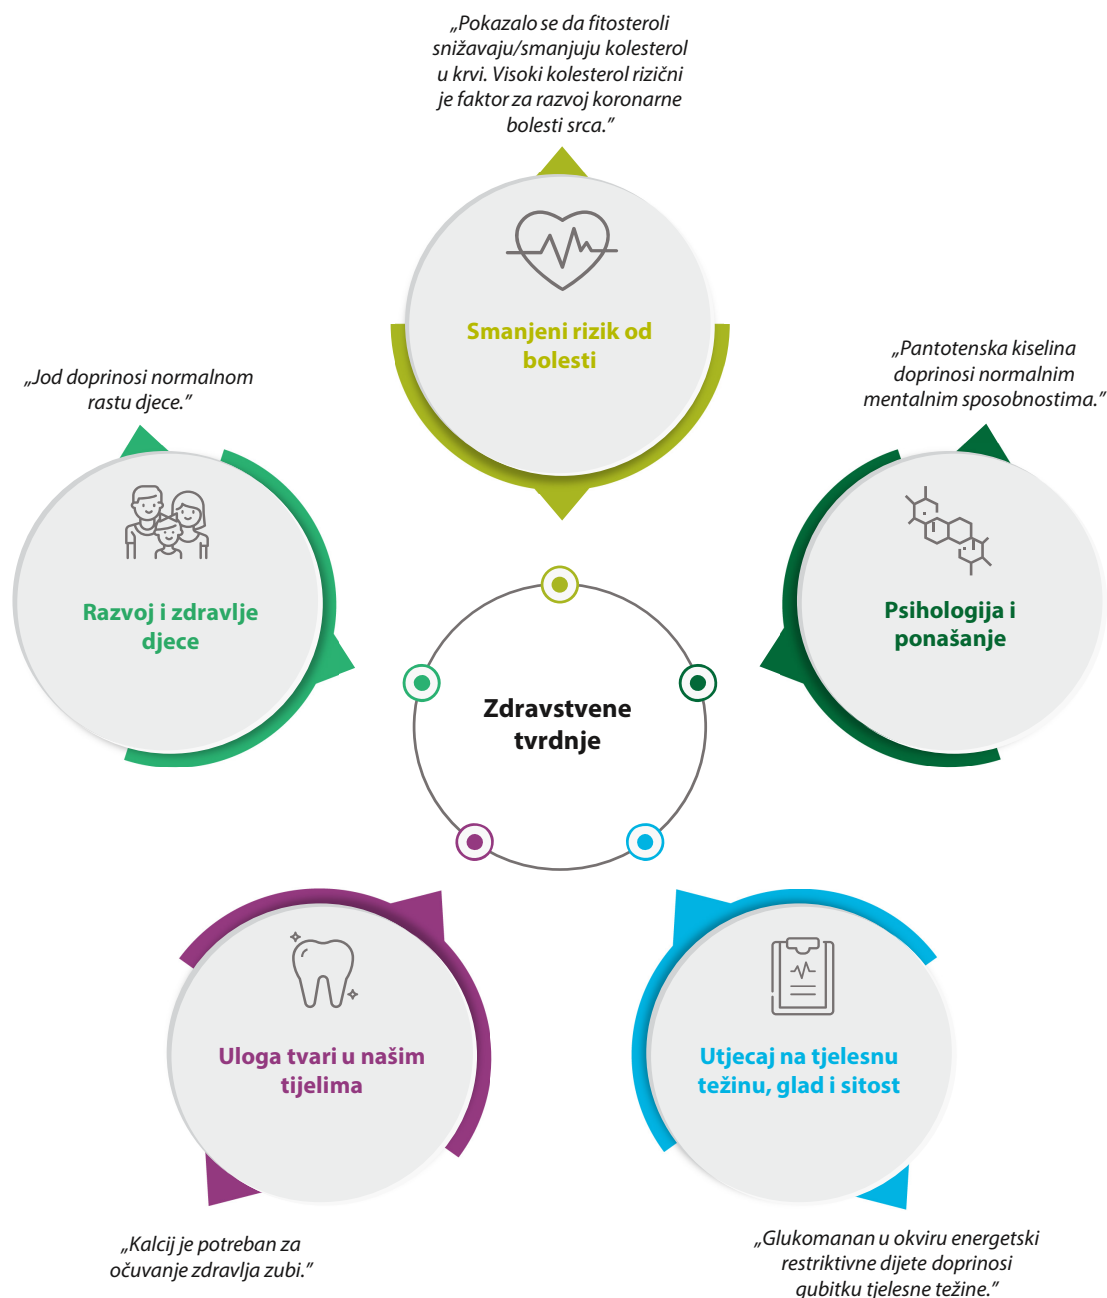 „Pokazalo se da fitosteroli
snižavaju/smanjuju kolesterol
u krvi. Visoki kolesterol rizični
je faktor za razvoj koronarne
bolesti srca.”
Smanjeni rizik od
bolesti
„Jod doprinosi normalnom
rastu djece.”
Razvoj i zdravlje
djece
„Pantotenska kiselina
doprinosi normalnim
mentalnim sposobnostima.”
Psihologija i
ponašanje
Zdravstvene
tvrdnje
Uloga tvari u našim
tijelima
„Kalcij je potreban za
očuvanje zdravlja zubi.”
Utjecaj na tjelesnu
težinu, glad i sitost
„Glukomanan u okviru energetski
restriktivne dijete doprinosi
gubitku tjelesne težine.”